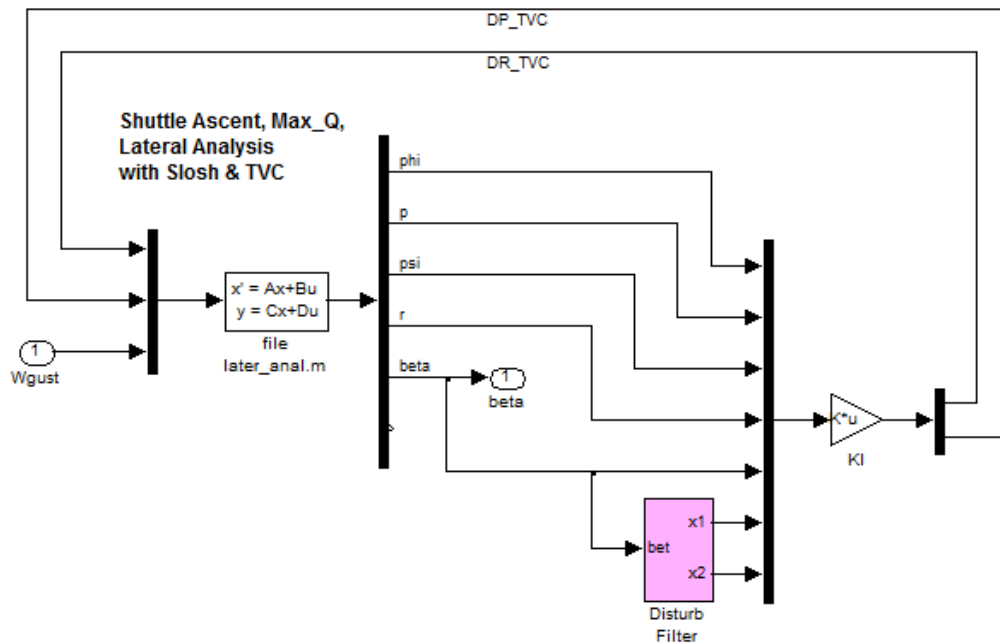 DP_TVC
DR_TVC
Shuttle Ascent, Max_Q,
Lateral Analysis
with Slosh & TVC
phi
p
psi
r
beta
x' = Ax+Bu
y = Cx+Du
file
later_anal.m
1
Wgust
1
beta
K*u
KI
x1
bet
x2
Disturb
Filter